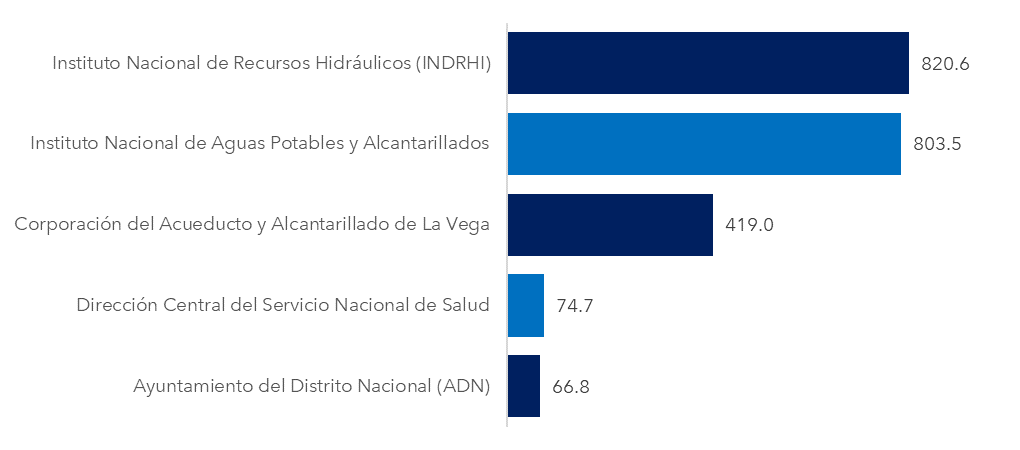 Instituto Nacional de Recursos Hidráulicos (INDRHI) 820.6
Instituto Nacional de Aguas Potables y Alcantarillados 803.5
Corporación del Acueducto y Alcantarillado de La Vega 419.0
Dirección Central del Servicio Nacional de Salud 74.7
Ayuntamiento del Distrito Nacional (ADN) 66.8